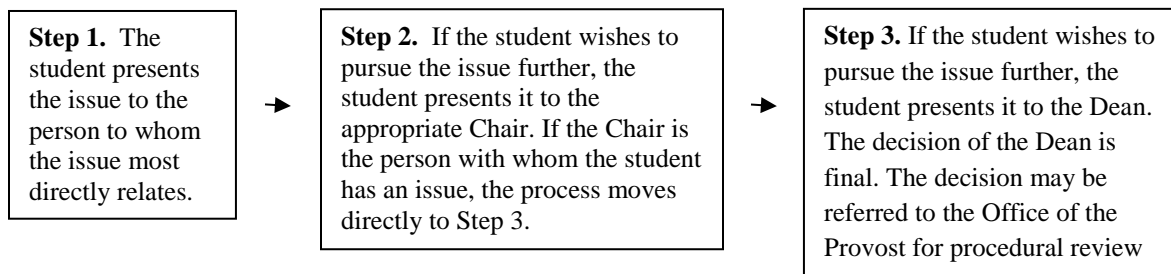 Step 1. The
student presents
the issue to the
person to whom
the issue most
directly relates.
Step 2. If the student wishes to
pursue the issue further, the
student presents it to the
appropriate Chair. If the Chair is
the person with whom the student
has an issue, the process moves
directly to Step 3.
Step 3. If the student wishes to
pursue the issue further, the
student presents it to the Dean.
The decision of the Dean is
final. The decision may be
referred to the Office of the
Provost for procedural review